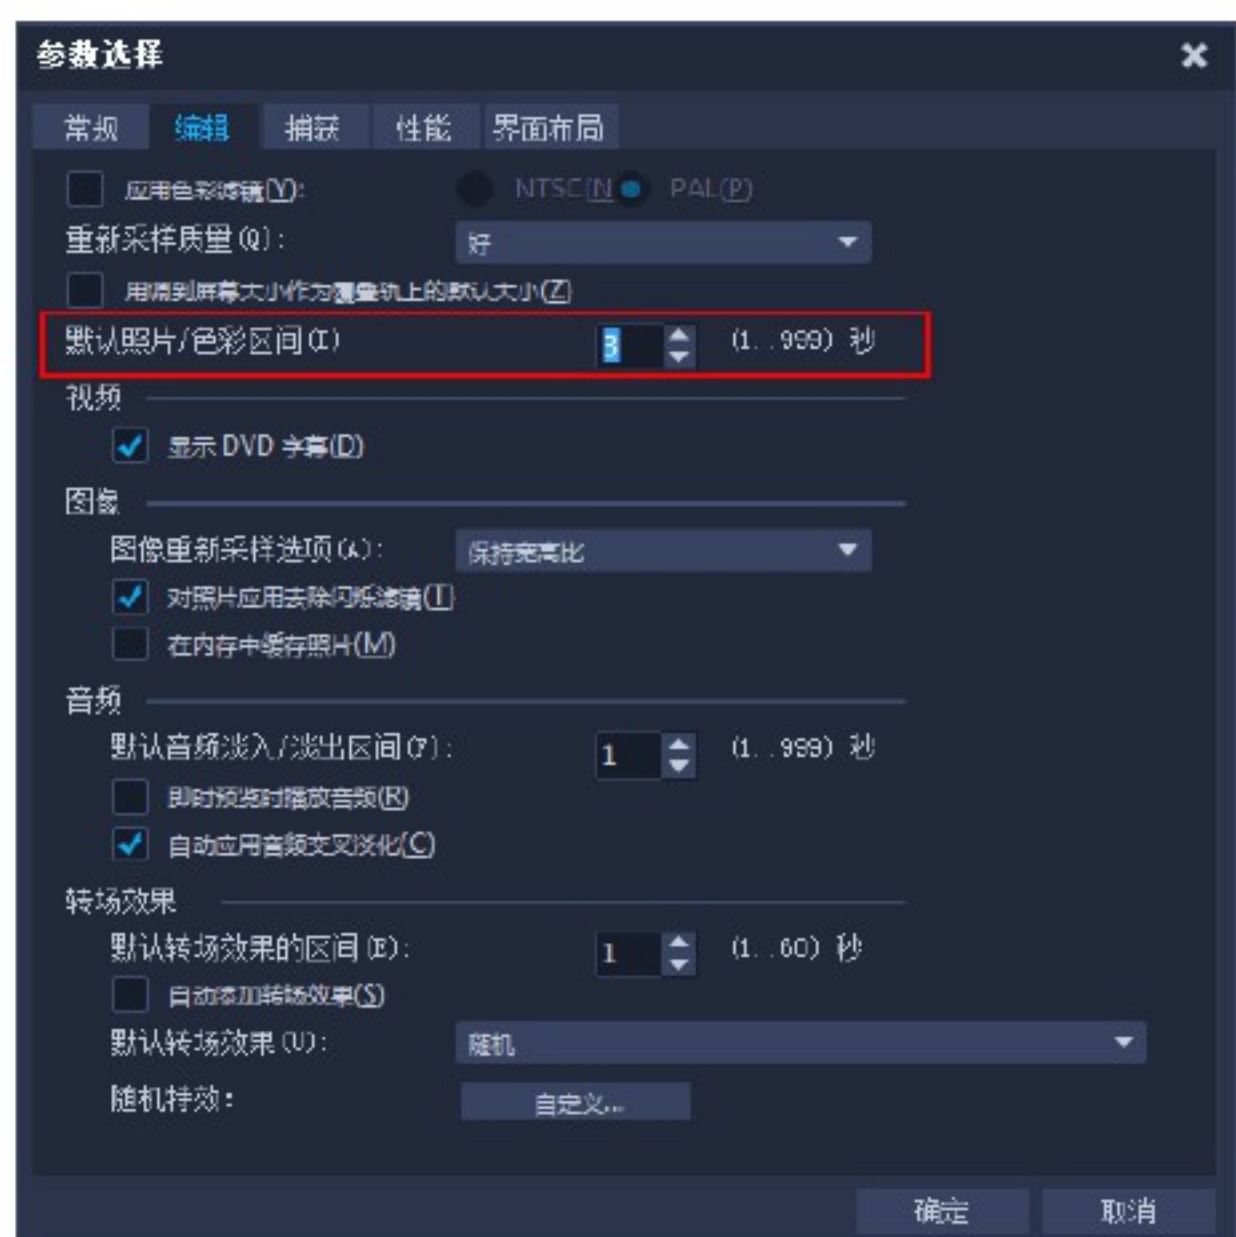 参数选择
常规 编辑 捕获 性能 界面布局
应用色彩滤镜(Y): NTSC(N PAL(P)
重新采样质量(Q): 好
用调到屏幕大小作为覆叠轨上的默认大小(Z)
默认照片/色彩区间(I) 3 (1..999) 秒
视频
显示 DVD 字幕(D)
图像
图像重新采样选项(A): 保持宽高比
对照片应用去除闪烁滤镜(T)
在内存中缓存照片(M)
音频
默认音频淡入/淡出区间(F): 1 (1..999) 秒
即时预览时播放音频(R)
自动应用音频交叉淡化(C)
转场效果
默认转场效果的区间(E): 1 (1..60) 秒
自动添加转场效果(S)
默认转场效果(U): 随机
随机特效: 自定义...
确定 取消